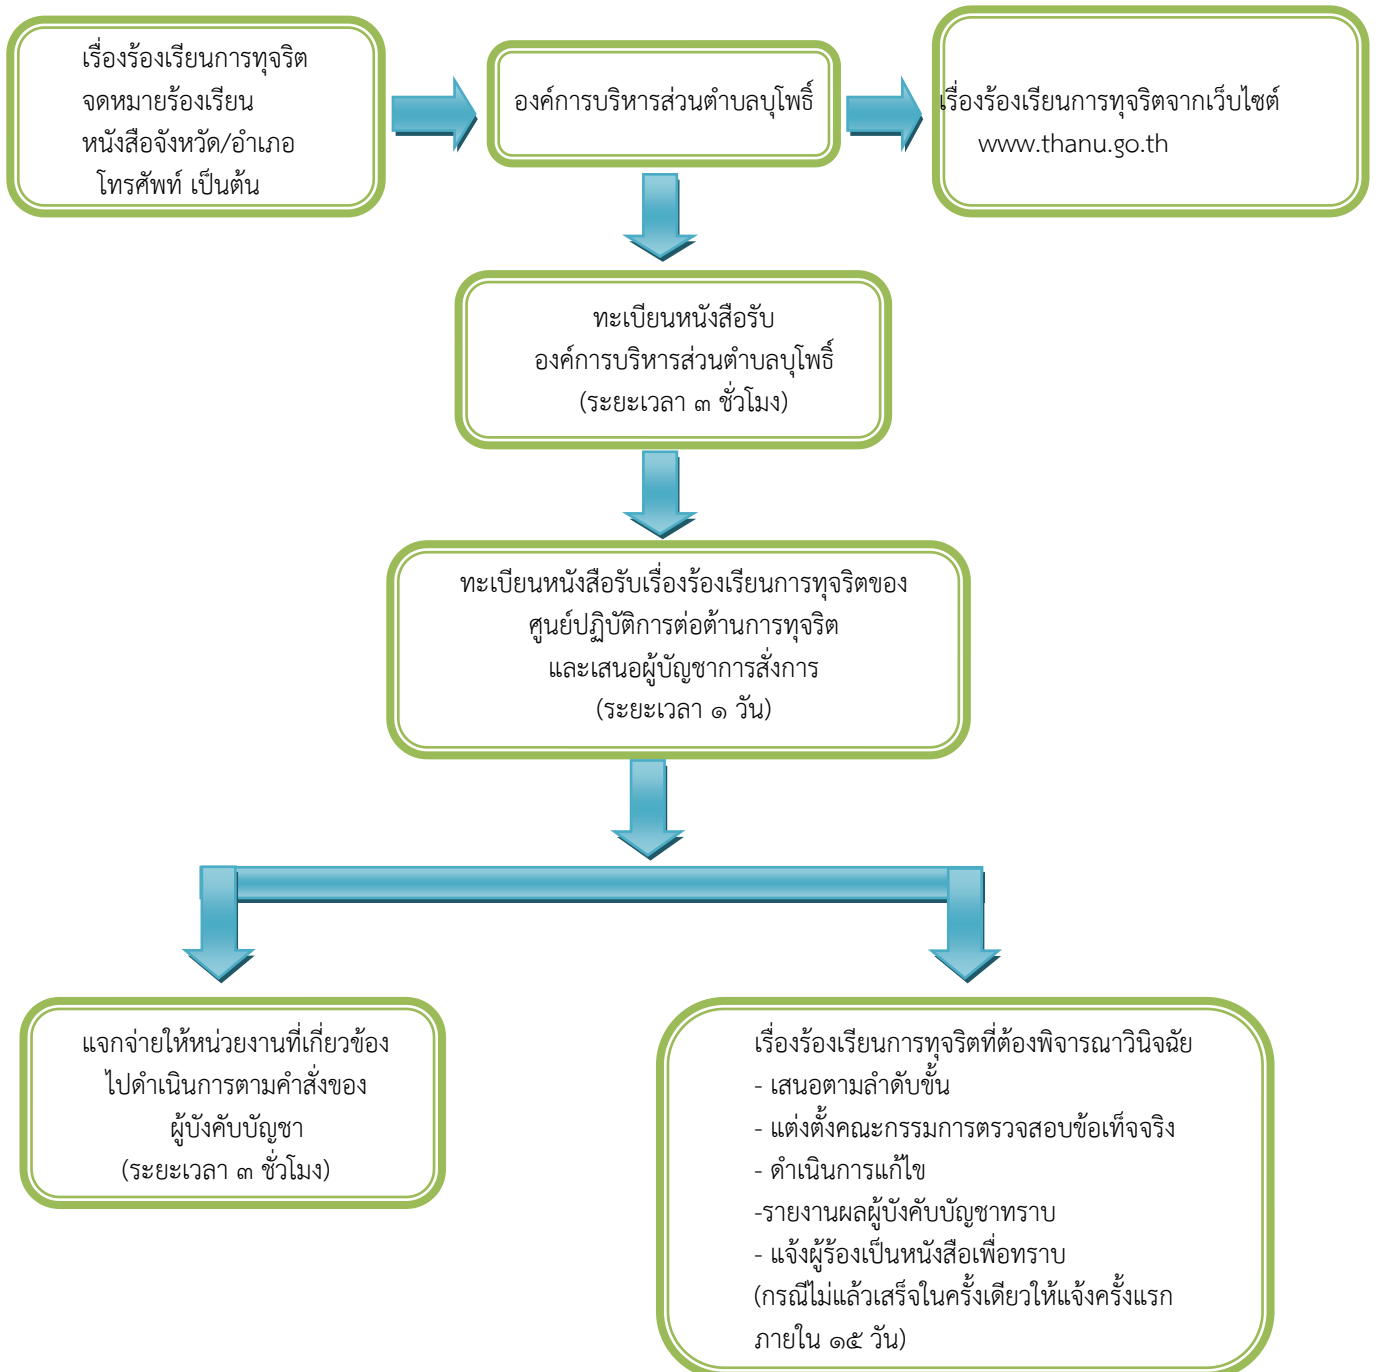 เรื่องร้องเรียนการทุจริต
จดหมายร้องเรียน
หนังสือจังหวัด/อำเภอ
โทรศัพท์ เป็นต้น
องค์การบริหารส่วนตำบลบุโพธิ์
เรื่องร้องเรียนการทุจริตจากเว็บไซต์
www.thanu.go.th
ทะเบียนหนังสือรับ
องค์การบริหารส่วนตำบลบุโพธิ์
(ระยะเวลา ๓ ชั่วโมง)
ทะเบียนหนังสือรับเรื่องร้องเรียนการทุจริตของ
ศูนย์ปฏิบัติการต่อต้านการทุจริต
และเสนอผู้บัญชาการสั่งการ
(ระยะเวลา ๑ วัน)
แจกจ่ายให้หน่วยงานที่เกี่ยวข้อง
ไปดำเนินการตามคำสั่งของ
ผู้บังคับบัญชา
(ระยะเวลา ๓ ชั่วโมง)
เรื่องร้องเรียนการทุจริตที่ต้องพิจารณาวินิจฉัย
- เสนอตามลำดับขั้น
- แต่งตั้งคณะกรรมการตรวจสอบข้อเท็จจริง
- ดำเนินการแก้ไข
-รายงานผลผู้บังคับบัญชาทราบ
- แจ้งผู้ร้องเป็นหนังสือเพื่อทราบ
(กรณีไม่แล้วเสร็จในครั้งเดียวให้แจ้งครั้งแรก
ภายใน ๑๕ วัน)